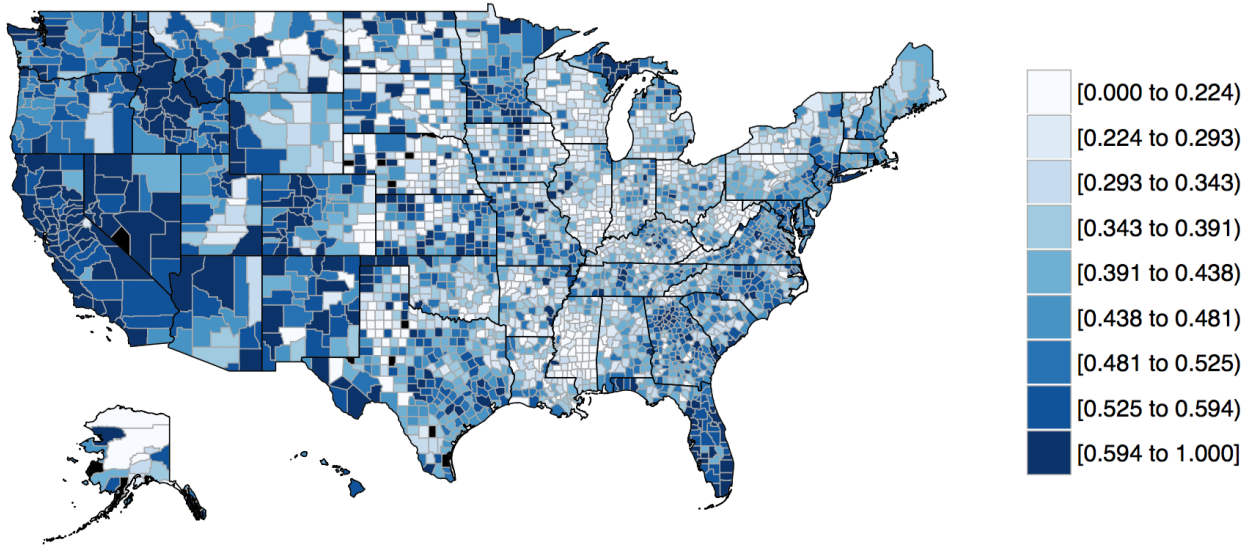 [0.000 to 0.224)
[0.224 to 0.293)
[0.293 to 0.343)
[0.343 to 0.391)
[0.391 to 0.438)
[0.438 to 0.481)
[0.481 to 0.525)
[0.525 to 0.594)
[0.594 to 1.000]